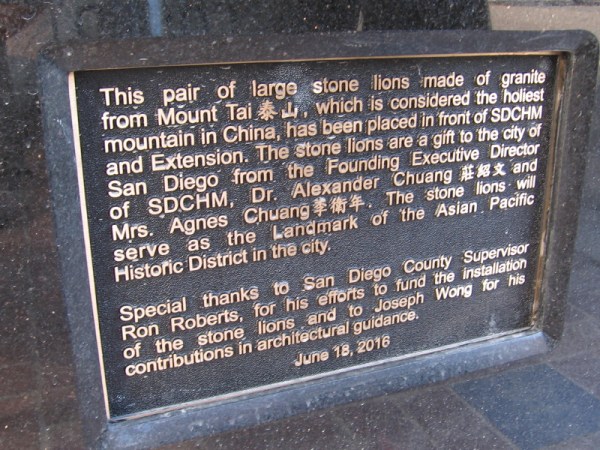 This pair of large stone lions made of granite
from Mount Tai 泰山, which is considered the holiest
mountain in China, has been placed in front of SDCHM
and Extension. The stone lions are a gift to the city of
San Diego from the Founding Executive Director
of SDCHM, Dr. Alexander Chuang 莊紹文 and
Mrs. Agnes Chuang 李衛年. The stone lions will
serve as the Landmark of the Asian Pacific
Historic District in the city.
Special thanks to San Diego County Supervisor
Ron Roberts, for his efforts to fund the installation
of the stone lions and to Joseph Wong for his
contributions in architectural guidance.
June 18, 2016